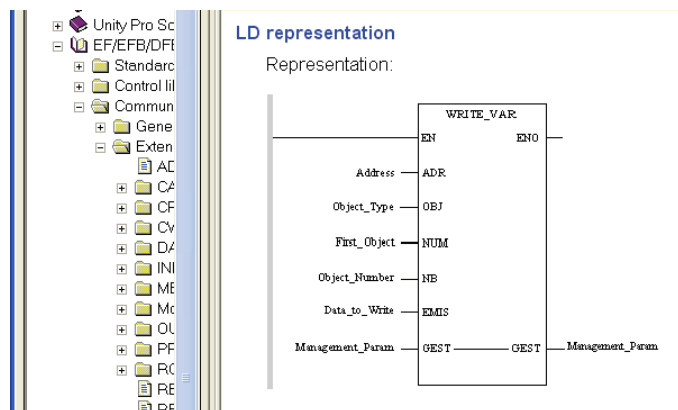 Unity Pro Sc
EF/EFB/DFE
Standarc
Control lil
Commun
Gene
Exten
AD
CA
CF
CV
DA
INI
ME
Mo
OU
PF
RC
RE
LD representation
Representation:
WRITE_VAR
EN ENO
Address ADR
Object_Type OBJ
First_Object NUM
Object_Number NB
Data_to_Write EMIS
Management_Param GEST GEST Management_Param